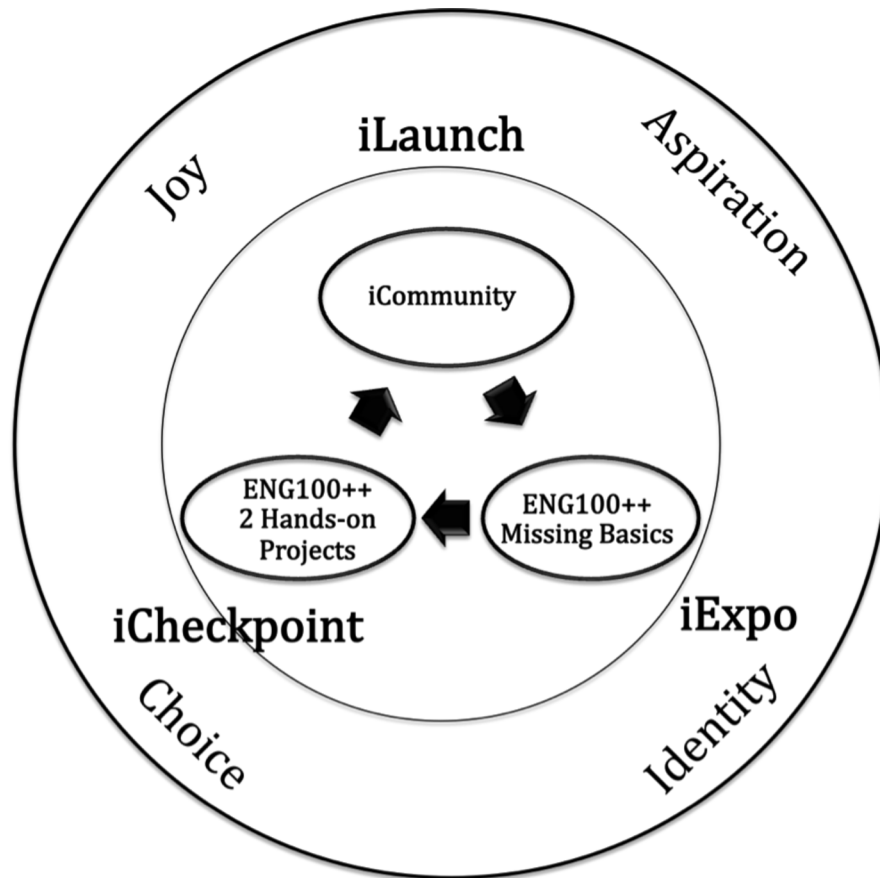 iLaunch
Joy
Aspiration
iCommunity
ENG100++
2 Hands-on
Projects
ENG100++
Missing Basics
iCheckpoint
iExpo
Choice
Identity